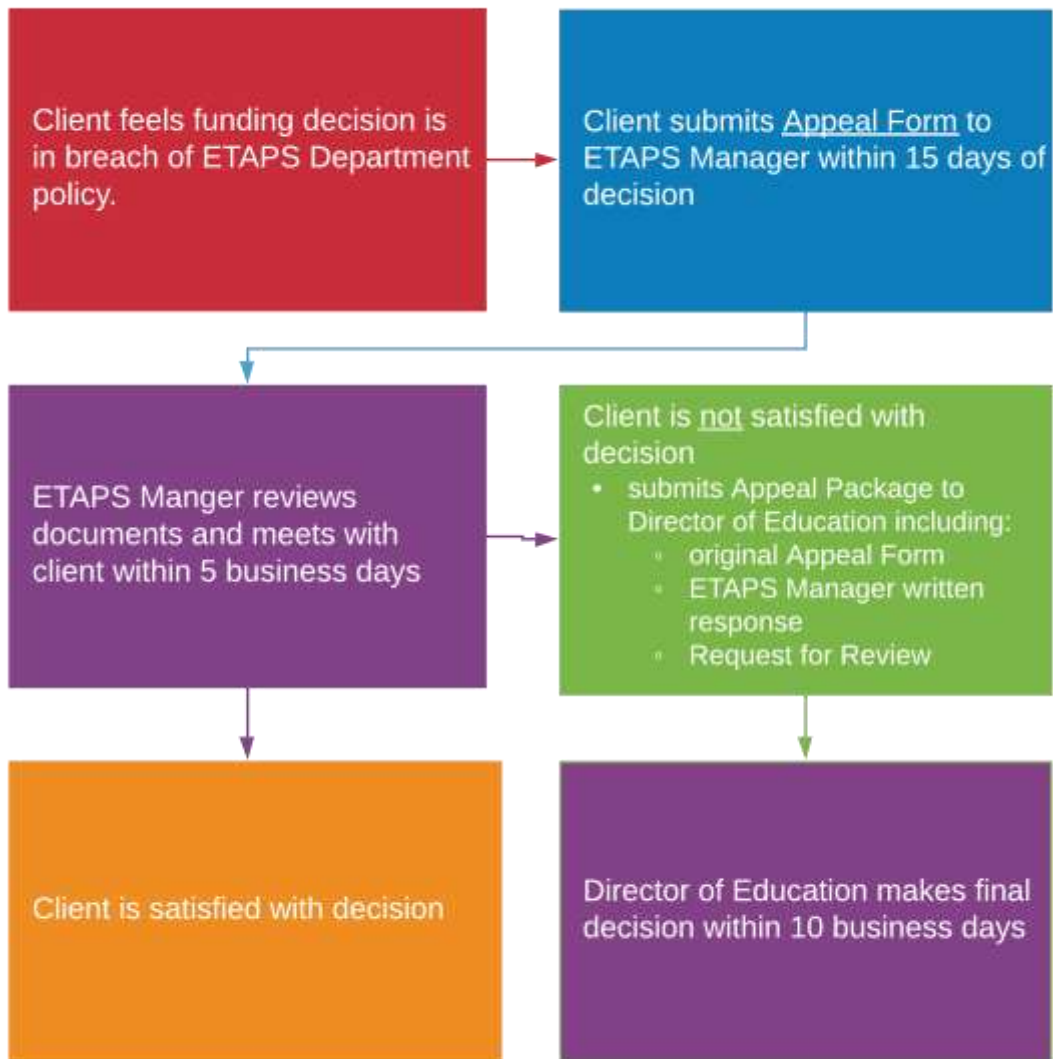 Client feels funding decision is
in breach of ETAPS Department
policy.
Client submits Appeal Form to
ETAPS Manager within 15 days of
decision
ETAPS Manger reviews
documents and meets with
client within 5 business days
Client is not satisfied with
decision
• submits Appeal Package to
Director of Education including:
◦ original Appeal Form
◦ ETAPS Manager written
response
◦ Request for Review
Client is satisfied with decision
Director of Education makes final
decision within 10 business days